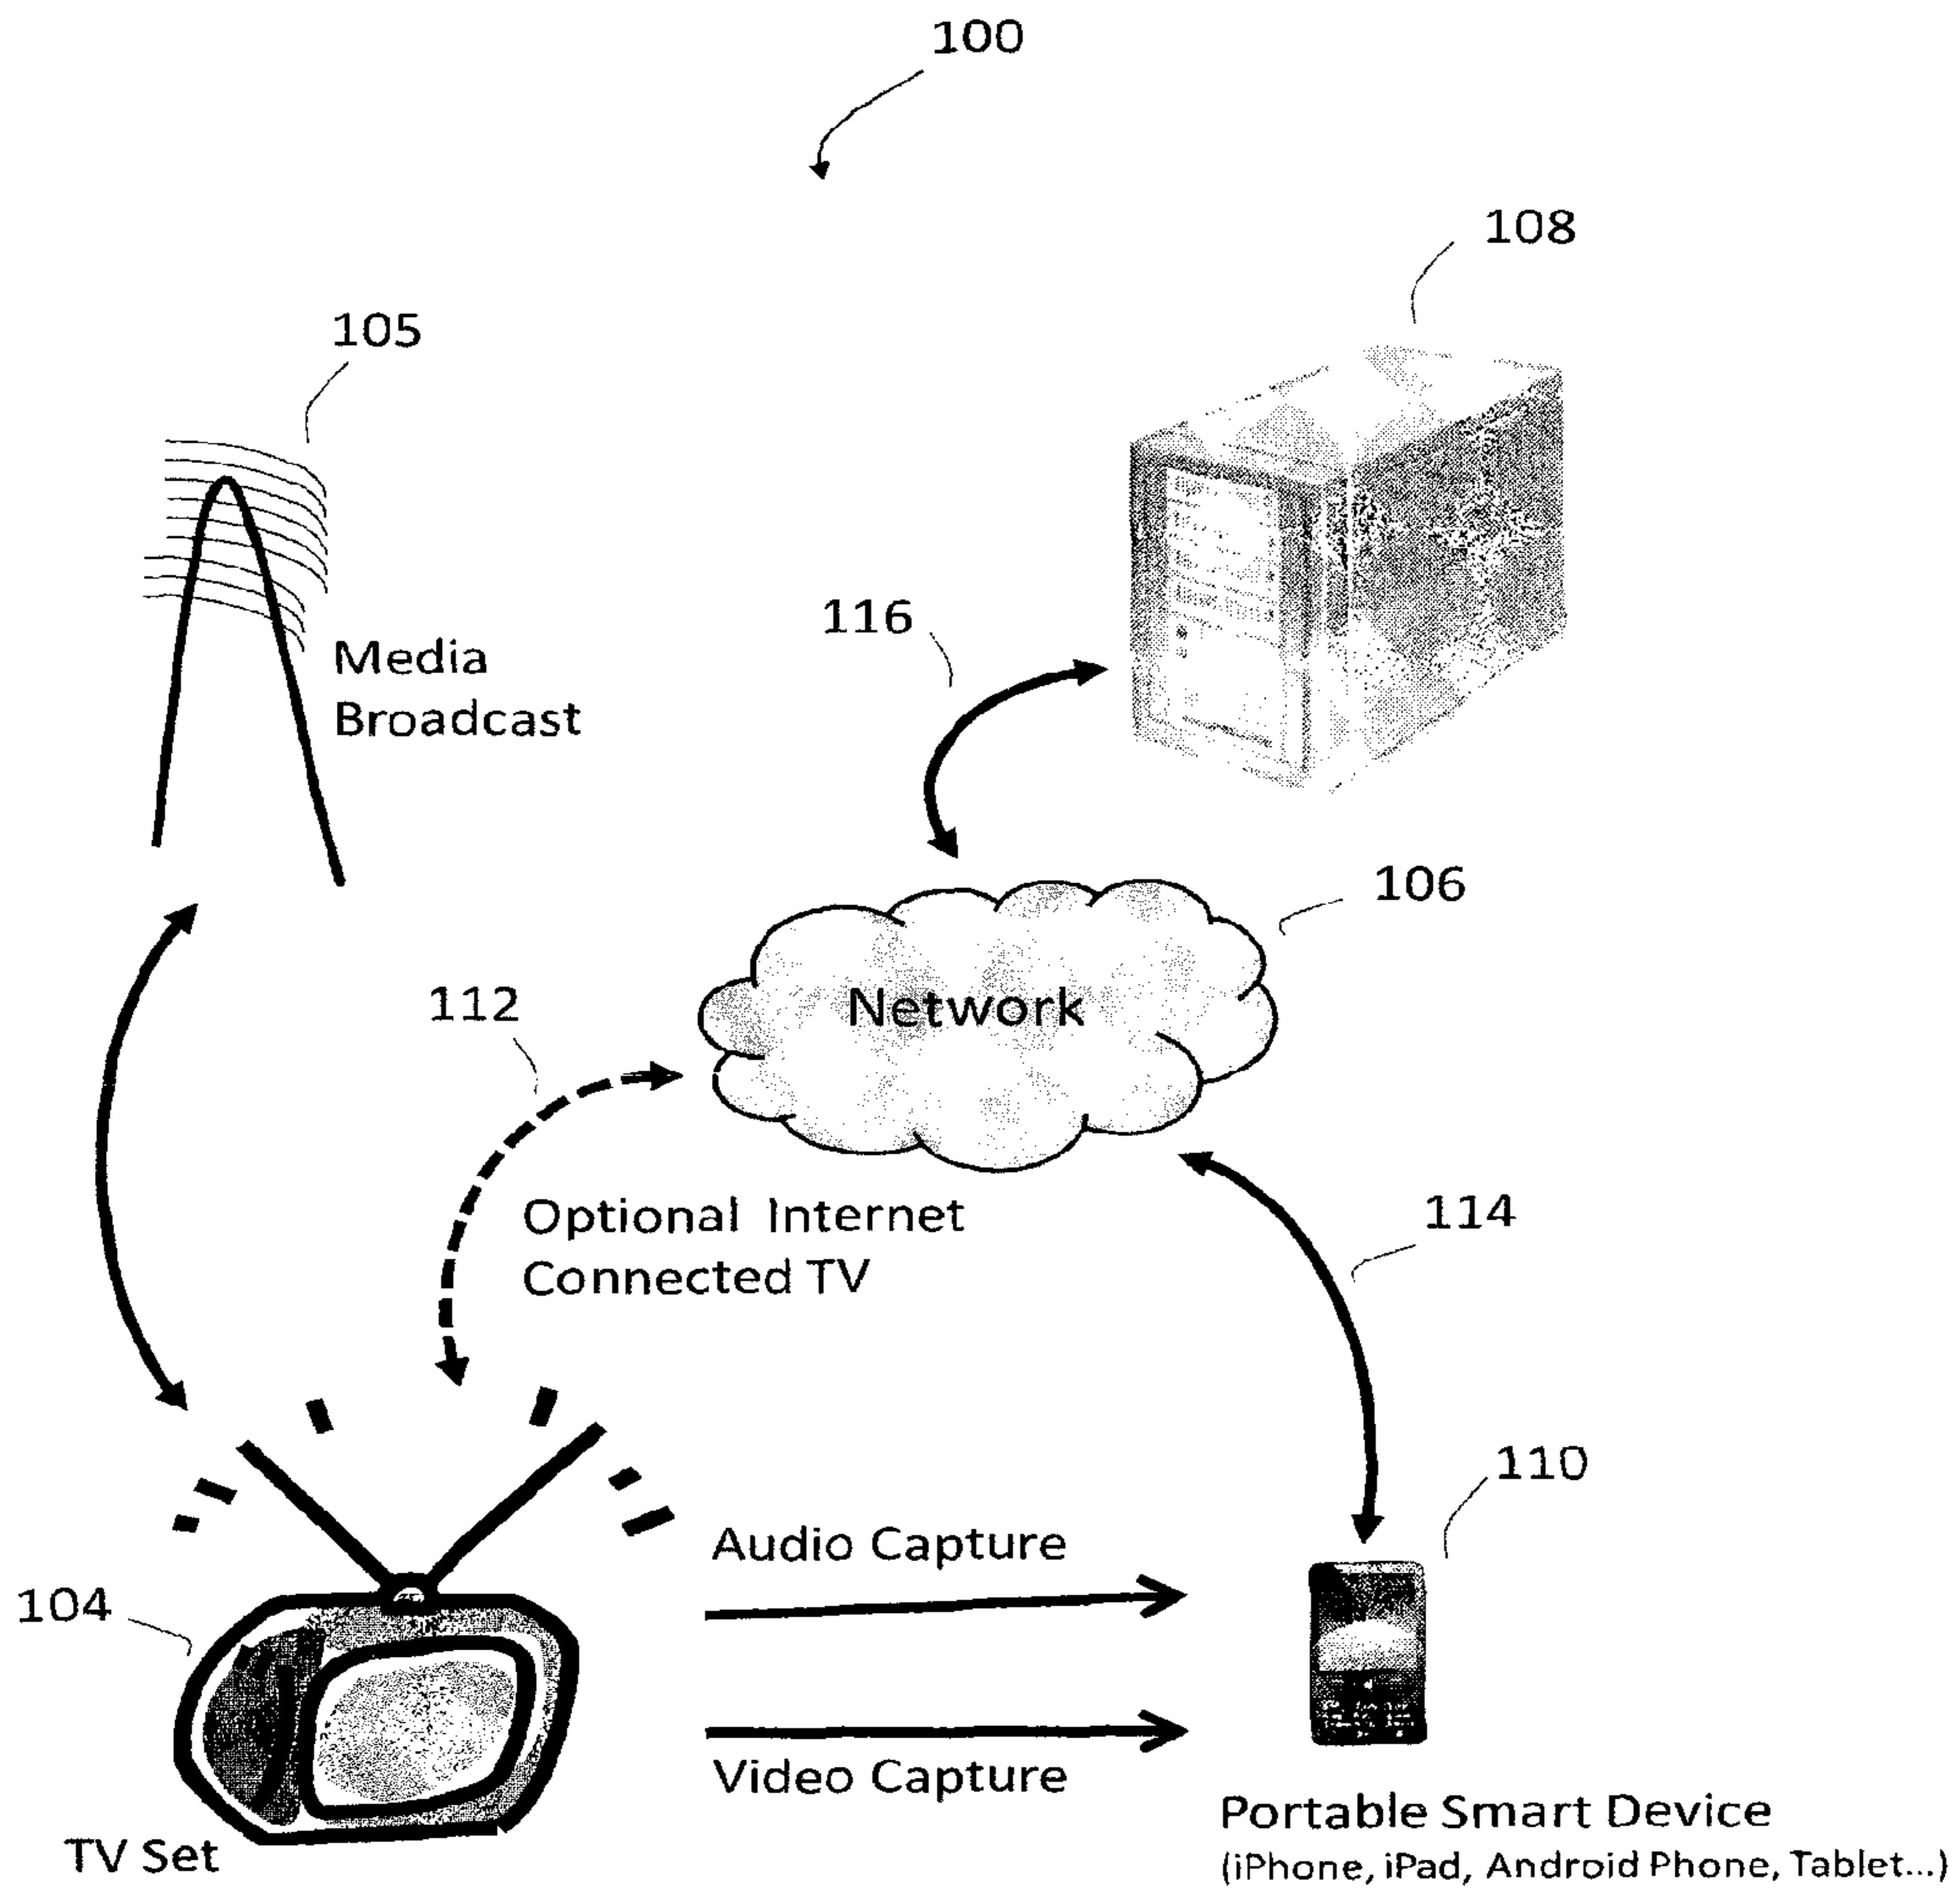 100
108
105
116
Media
Broadcast
106
Network
112
Optional Internet
Connected TV
114
110
Audio Capture
104
Video Capture
Portable Smart Device
TV Set
(iPhone, iPad, Android Phone, Tablet...)